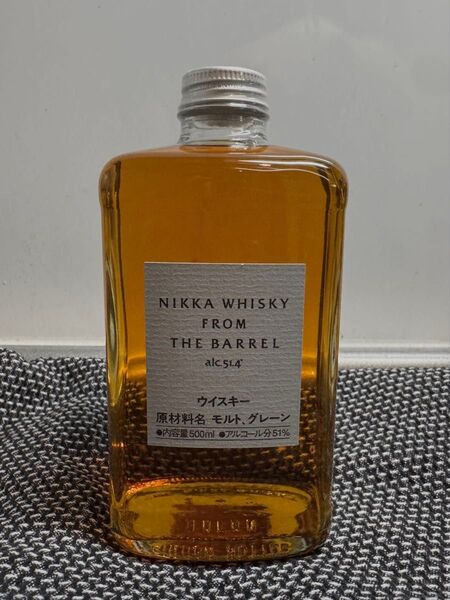 NIKKA WHISKY
FROM
THE BARREL
alc.51.4°
ウイスキー
原材料名 モルト、グレーン
●内容量500ml ●アルコール分51%